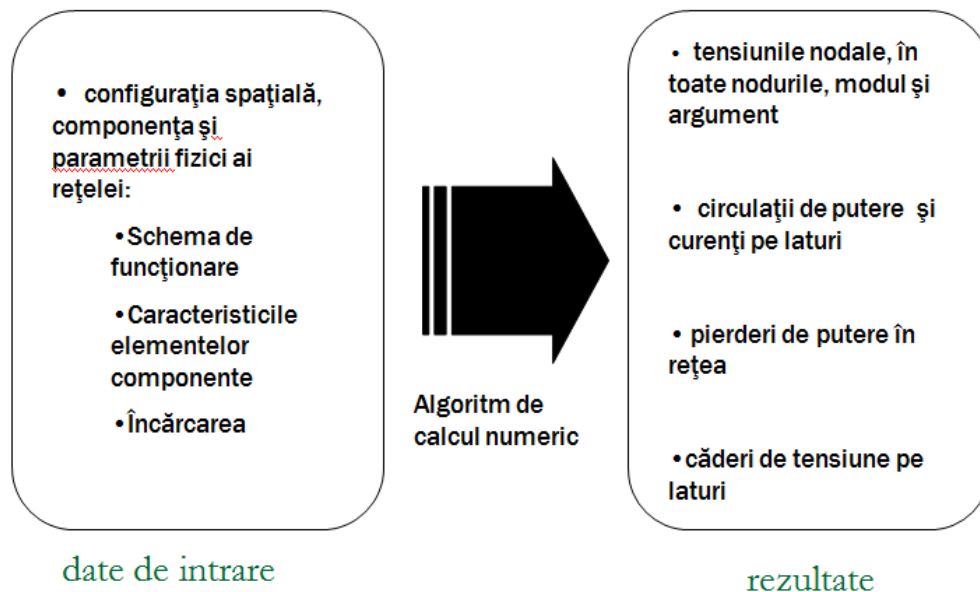 • configuraţia spaţială,
componenţa şi
parametrii fizici ai
reţelei:
•Schema de
funcţionare
•Caracteristicile
elementelor
componente
•Încărcarea
date de intrare
Algoritm de
calcul numeric
• tensiunile nodale, în
toate nodurile, modul şi
argument
• circulaţii de putere şi
curenţi pe laturi
• pierderi de putere în
reţea
•căderi de tensiune pe
laturi
rezultate